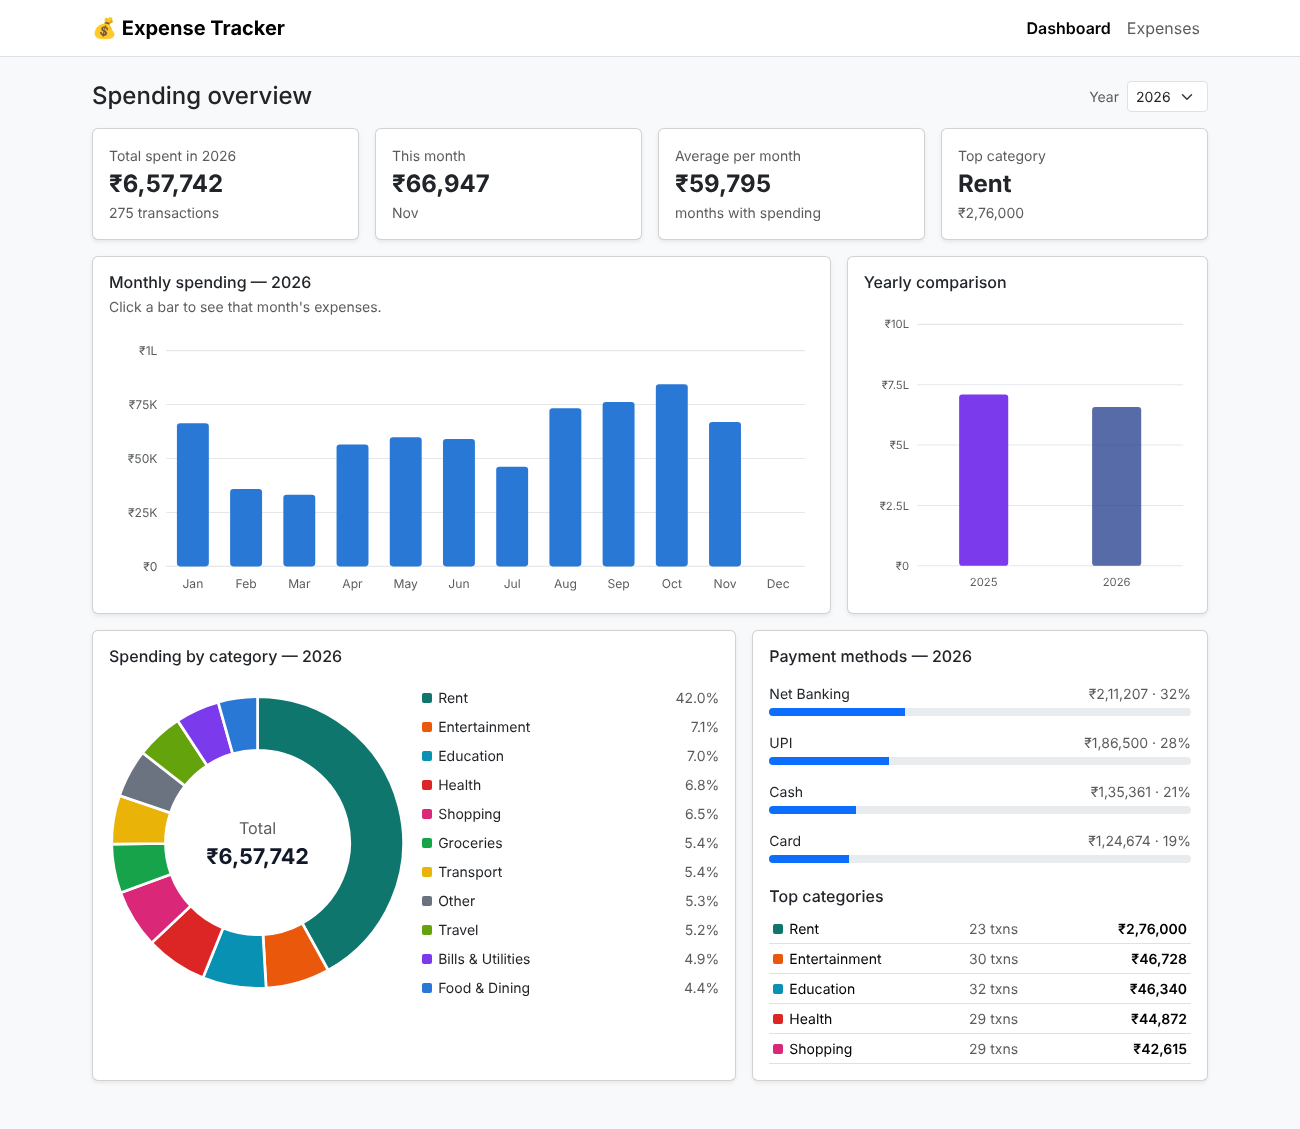 💰 Expense Tracker
Dashboard Expenses
Spending overview
Year 2026
Total spent in 2026
₹6,57,742
275 transactions
This month
₹66,947
Nov
Average per month
₹59,795
months with spending
Top category
Rent
₹2,76,000
Monthly spending — 2026
Click a bar to see that month's expenses.
₹1L
₹75K
₹50K
₹25K
₹0
Jan Feb Mar Apr May Jun Jul Aug Sep Oct Nov Dec
Yearly comparison
₹10L
₹7.5L
₹5L
₹2.5L
₹0
2025 2026
Spending by category — 2026
Total
₹6,57,742
Rent 42.0%
Entertainment 7.1%
Education 7.0%
Health 6.8%
Shopping 6.5%
Groceries 5.4%
Transport 5.4%
Other 5.3%
Travel 5.2%
Bills & Utilities 4.9%
Food & Dining 4.4%
Payment methods — 2026
Net Banking ₹2,11,207 · 32%
UPI ₹1,86,500 · 28%
Cash ₹1,35,361 · 21%
Card ₹1,24,674 · 19%
Top categories
Rent 23 txns ₹2,76,000
Entertainment 30 txns ₹46,728
Education 32 txns ₹46,340
Health 29 txns ₹44,872
Shopping 29 txns ₹42,615